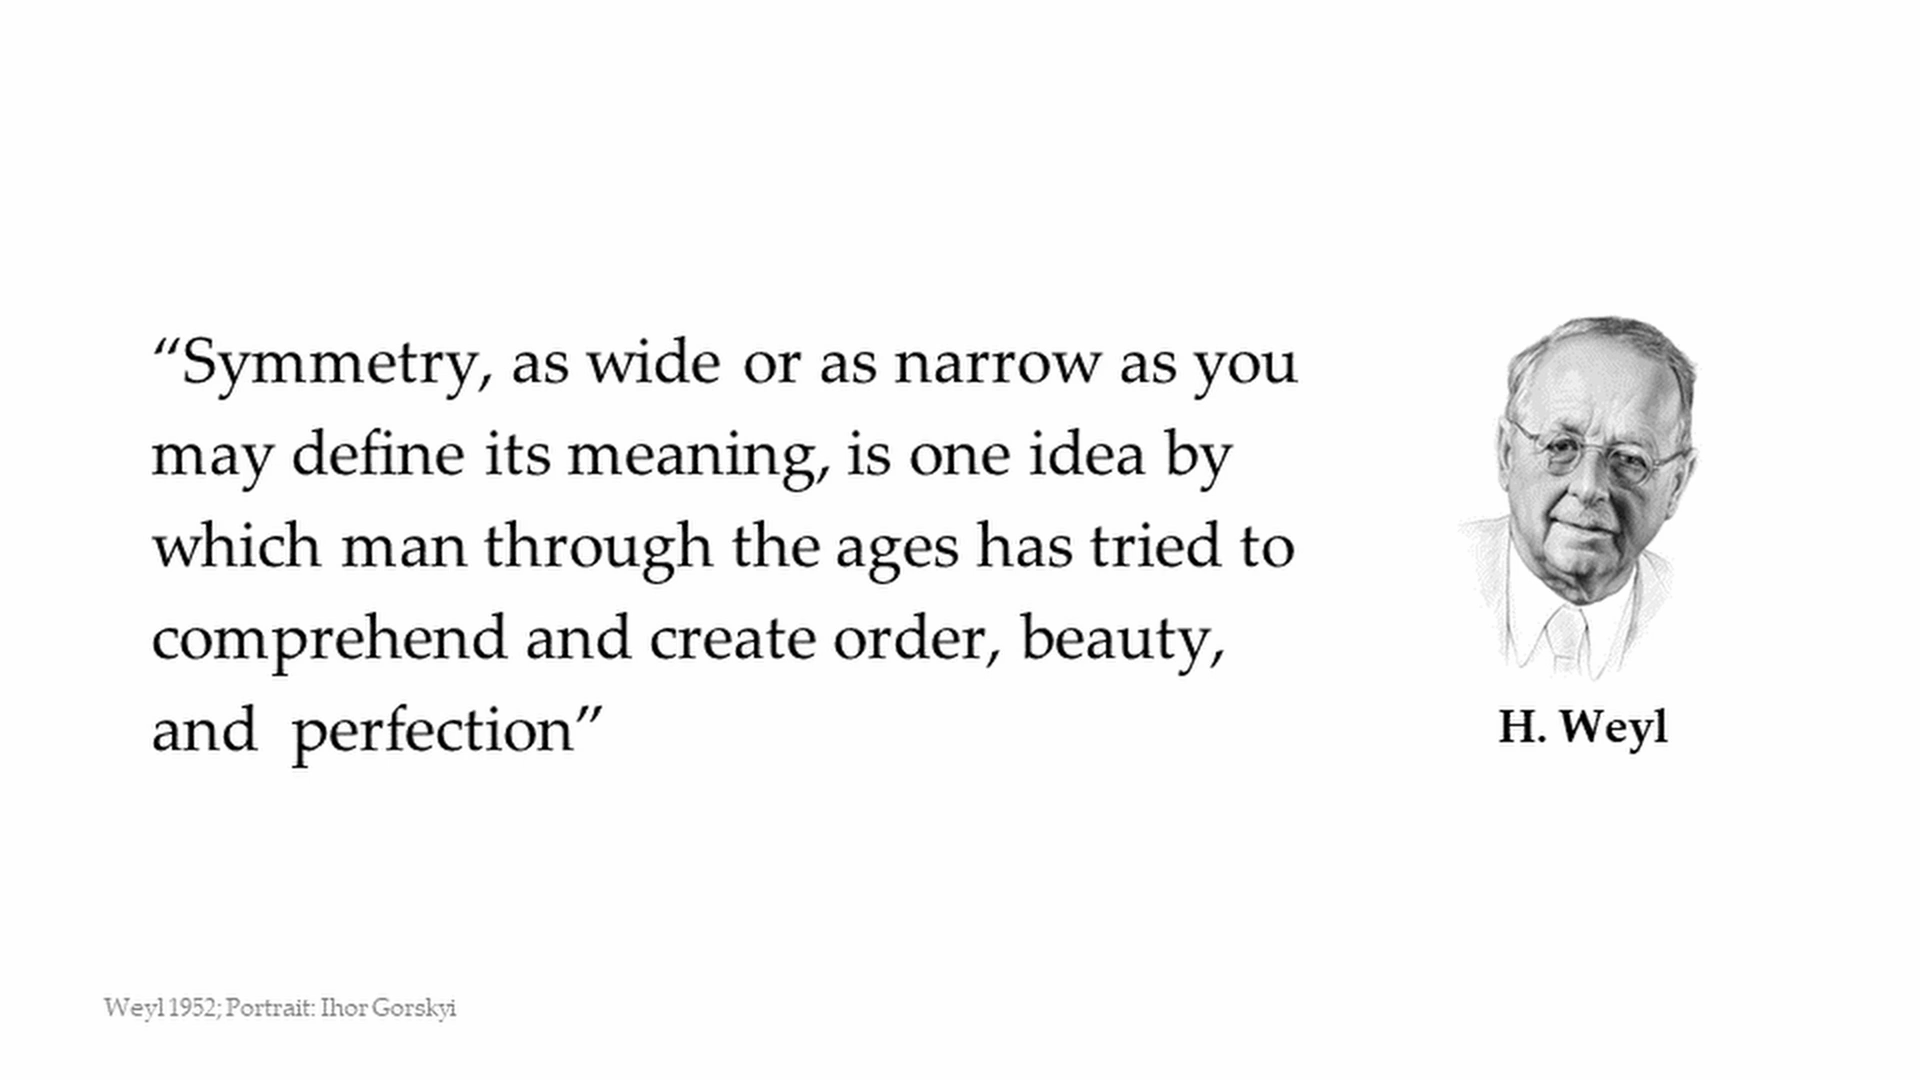 “Symmetry, as wide or as narrow as you
may define its meaning, is one idea by
which man through the ages has tried to
comprehend and create order, beauty,
and perfection”
H. Weyl
Weyl 1952; Portrait: Ihor Gorskyi